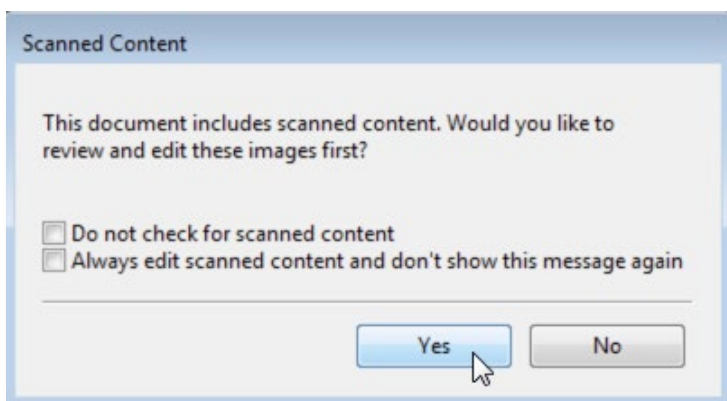 Scanned Content
This document includes scanned content. Would you like to
review and edit these images first?
Do not check for scanned content
Always edit scanned content and don't show this message again
Yes
No